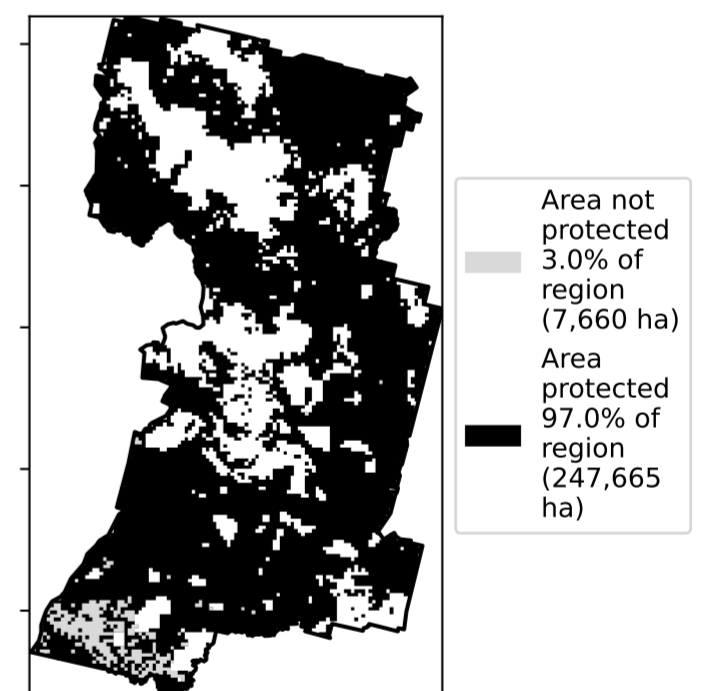 Area not
protected
3.0% of
region
(7,660 ha)
Area
protected
97.0% of
region
(247,665
ha)